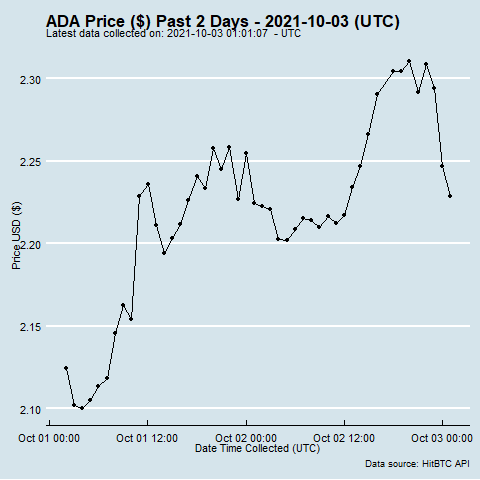 ADA Price ($) Past 2 Days - 2021-10-03 (UTC)
Latest data collected on: 2021-10-03 01:01:07 - UTC
2.30
2.25
2.20
2.15
2.10
Price USD ($)
Oct 01 00:00 Oct 01 12:00 Oct 02 00:00 Oct 02 12:00 Oct 03 00:00
Date Time Collected (UTC)
Data source: HitBTC API